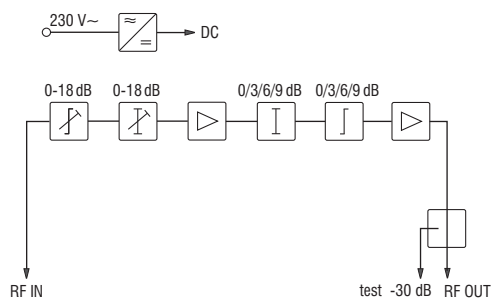 230 V~
DC
0-18 dB 0-18 dB 0/3/6/9 dB 0/3/6/9 dB
RF IN test -30 dB RF OUT